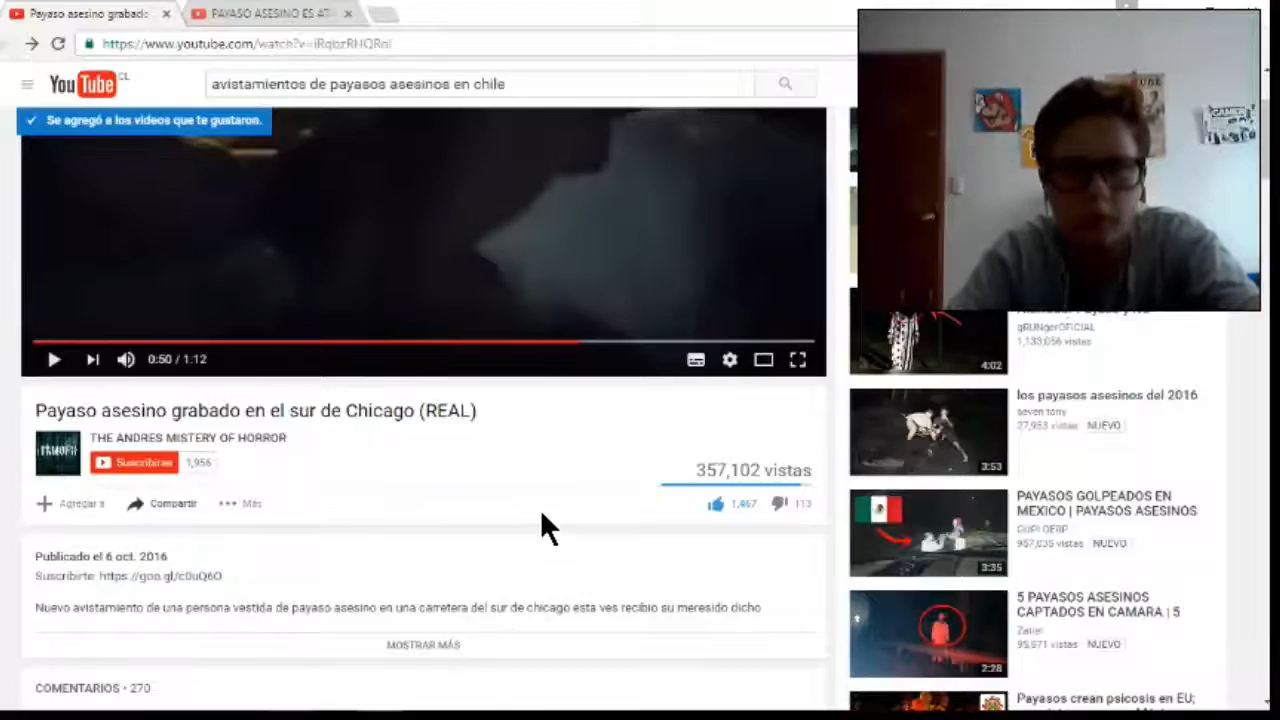 Payaso asesino grabado
PAYASO ASESINO ES AT
https://www.youtube.com/watch?v=
YouTube CL
avistamientos de payasos asesinos en chile
Se agregó a los videos que te gustaron.
0:50 / 1:12
Payaso asesino grabado en el sur de Chicago (REAL)
THE ANDRES MISTERY OF HORROR
Suscribirse 1,956
357,102 vistas
Agregar a Compartir Más
1,467 113
Publicado el 6 oct. 2016
Suscribirte: https://goo.gl/c0uQ6O
Nuevo avistamiento de una persona vestida de payaso asesino en una carretera del sur de chicago esta ves recibio su meresido dicho
MOSTRAR MÁS
COMENTARIOS • 270
gRUNgerOFICIAL
1,133,056 vistas
4:02
los payasos asesinos del 2016
seven tony
27,953 vistas NUEVO
3:53
PAYASOS GOLPEADOS EN
MEXICO | PAYASOS ASESINOS
987,035 vistas NUEVO
3:35
5 PAYASOS ASESINOS
CAPTADOS EN CAMARA | 5
95,871 vistas NUEVO
2:28
Payasos crean psicosis en EU;